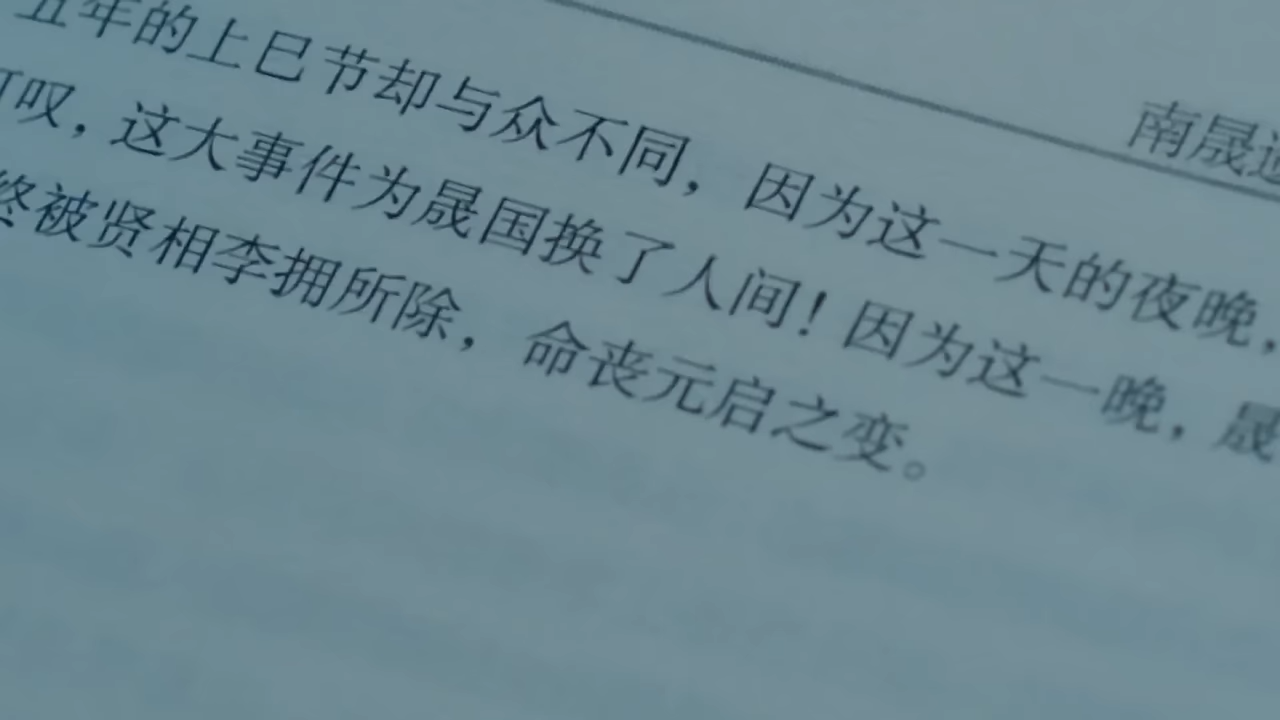 南晟
五年的上巳节却与众不同，因为这一天的夜晚，
叹，这大事件为晟国换了人间！因为这一晚，晟
终被贤相李拥所除，命丧元启之变。